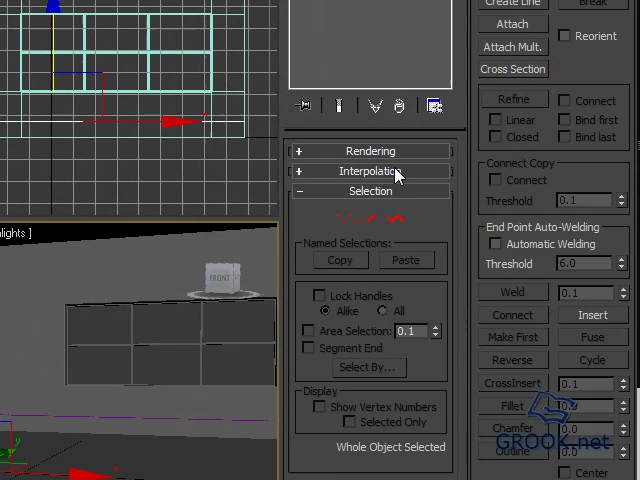 hlights ]
FRONT
y
Rendering
Interpolation
Selection
Named Selections:
Copy
Paste
Lock Handles
Alike
All
Area Selection:
0.1
Segment End
Select By...
Display
Show Vertex Numbers
Selected Only
Whole Object Selected
Create Line
Break
Attach
Reorient
Attach Mult.
Cross Section
Refine
Connect
Linear
Bind first
Closed
Bind last
Connect Copy
Connect
Threshold
0.1
End Point Auto-Welding
Automatic Welding
Threshold
6.0
Weld
0.1
Connect
Insert
Make First
Fuse
Reverse
Cycle
CrossInsert
0.1
Fillet
Chamfer
0.0
Outline
0.0
Center
GROOK.net